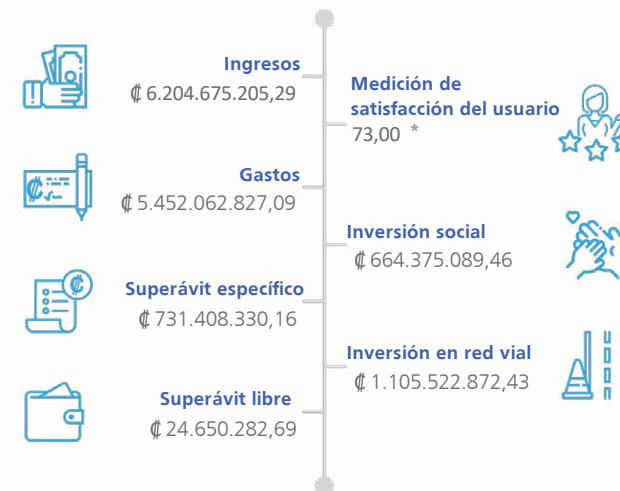 Ingresos
₡ 6.204.675.205,29
Medición de
satisfacción del usuario
73,00 *
Gastos
₡ 5.452.062.827,09
Inversión social
₡ 664.375.089,46
Superávit específico
₡ 731.408.330,16
Inversión en red vial
₡ 1.105.522.872,43
Superávit libre
₡ 24.650.282,69